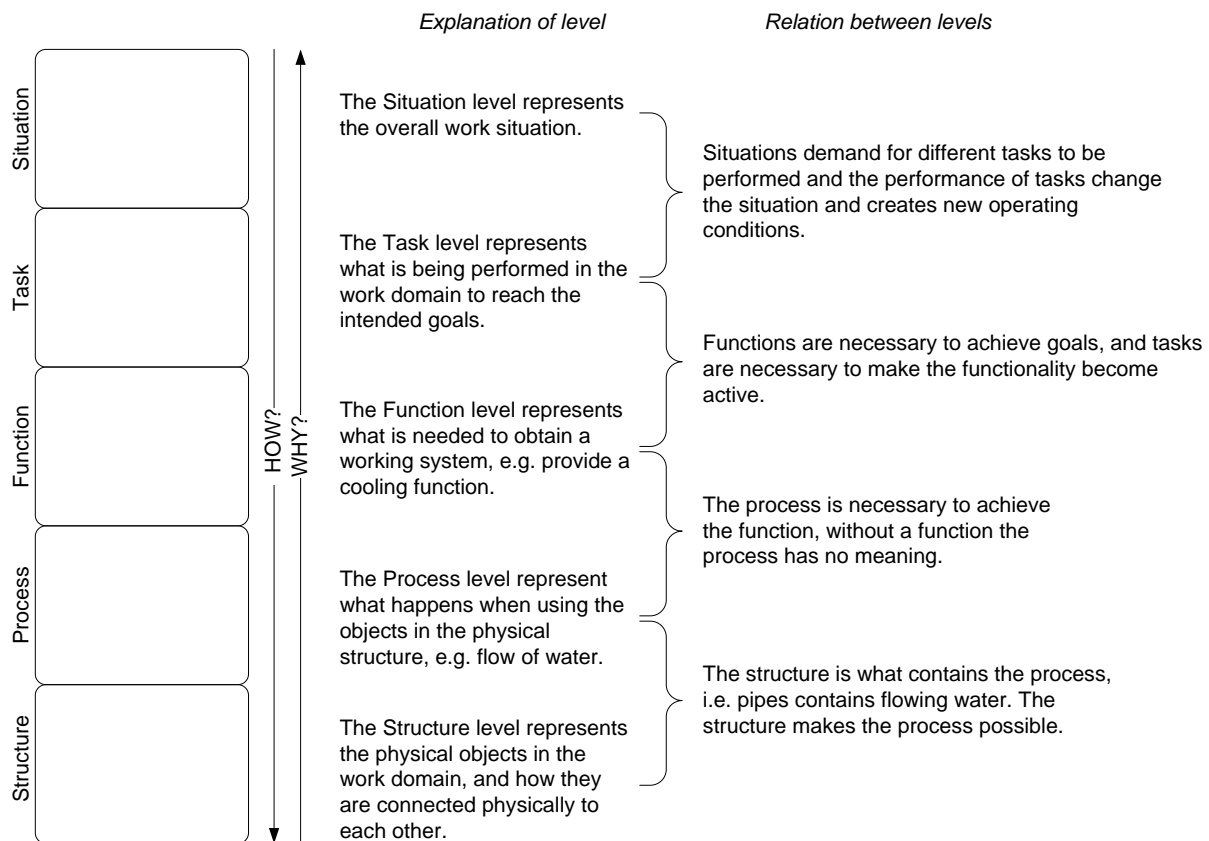 Explanation of level
Relation between levels
Situation
Task
Function
Process
Structure
HOW?
WHY?
The Situation level represents
the overall work situation.
Situations demand for different tasks to be
performed and the performance of tasks change
the situation and creates new operating
conditions.
The Task level represents
what is being performed in the
work domain to reach the
intended goals.
Functions are necessary to achieve goals, and tasks
are necessary to make the functionality become
active.
The Function level represents
what is needed to obtain a
working system, e.g. provide a
cooling function.
The process is necessary to achieve
the function, without a function the
process has no meaning.
The Process level represent
what happens when using the
objects in the physical
structure, e.g. flow of water.
The structure is what contains the process,
i.e. pipes contains flowing water. The
structure makes the process possible.
The Structure level represents
the physical objects in the
work domain, and how they
are connected physically to
each other.